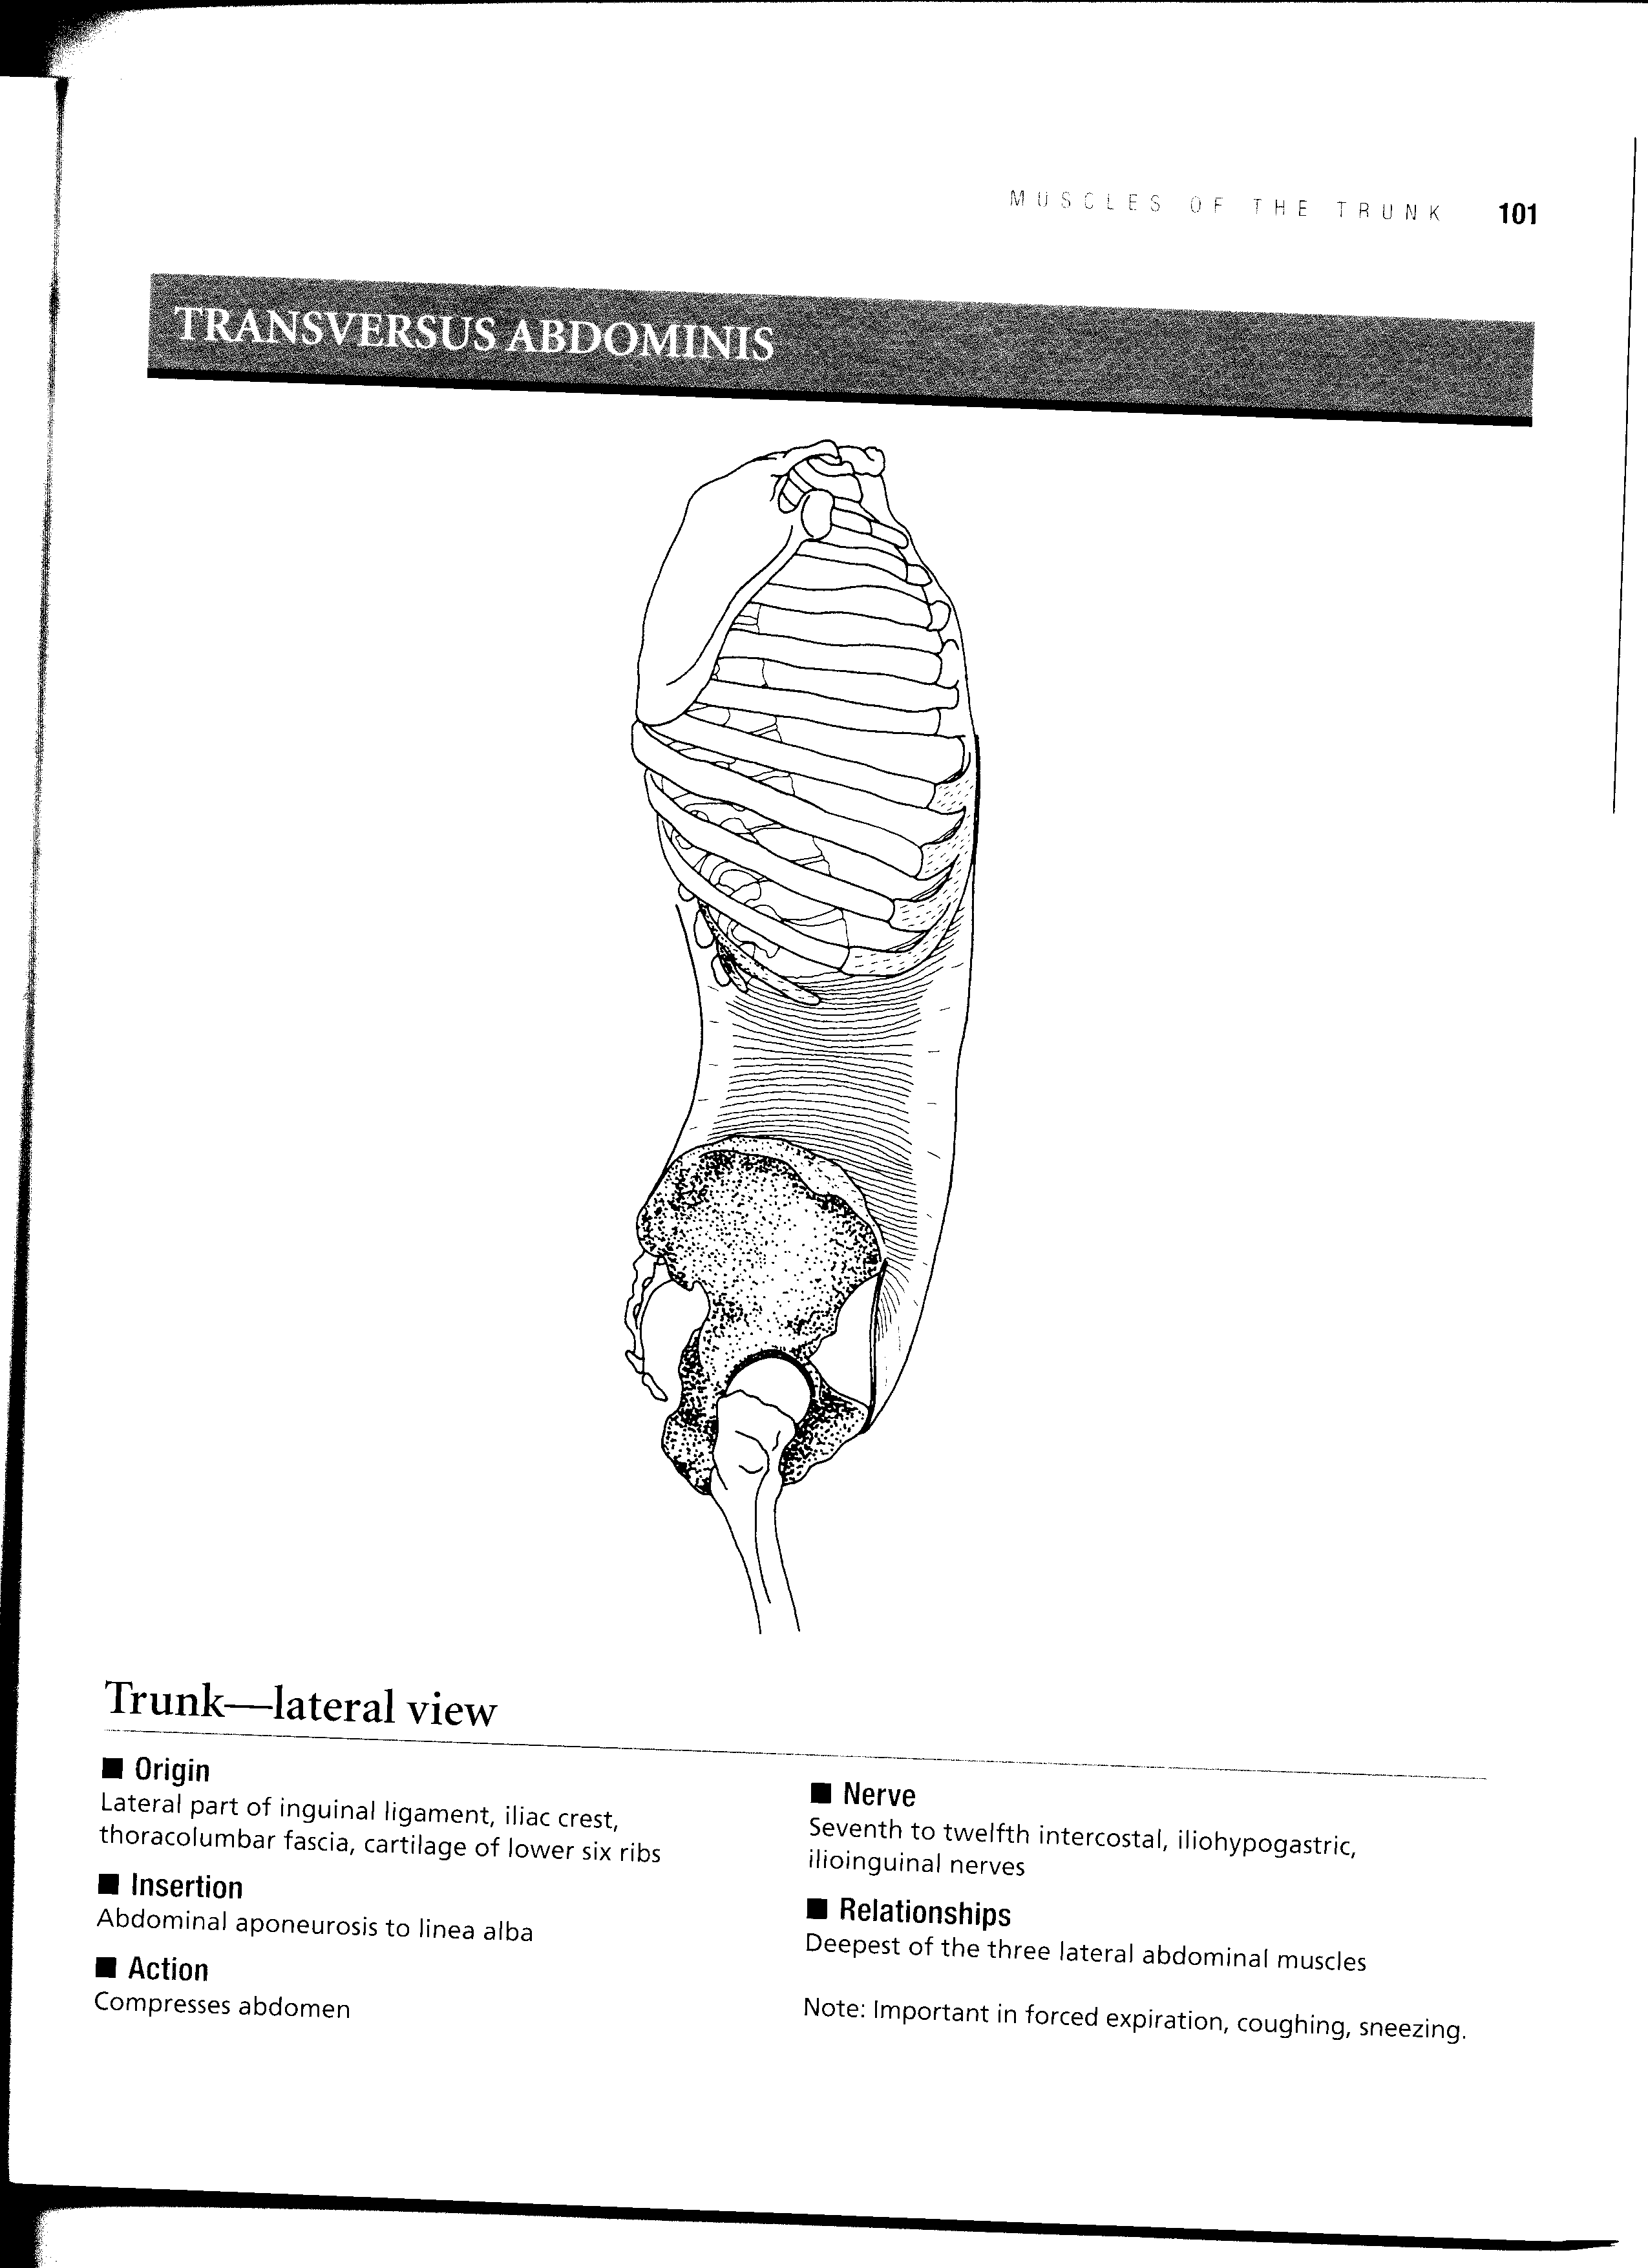 MUSCLES OF THE TRUNK 101
TRANSVERSUS ABDOMINIS
Trunk—lateral view
■ Origin
Lateral part of inguinal ligament, iliac crest,
thoracolumbar fascia, cartilage of lower six ribs
■ Insertion
Abdominal aponeurosis to linea alba
■ Action
Compresses abdomen
■ Nerve
Seventh to twelfth intercostal, iliohypogastric,
ilioinguinal nerves
■ Relationships
Deepest of the three lateral abdominal muscles
Note: Important in forced expiration, coughing, sneezing.